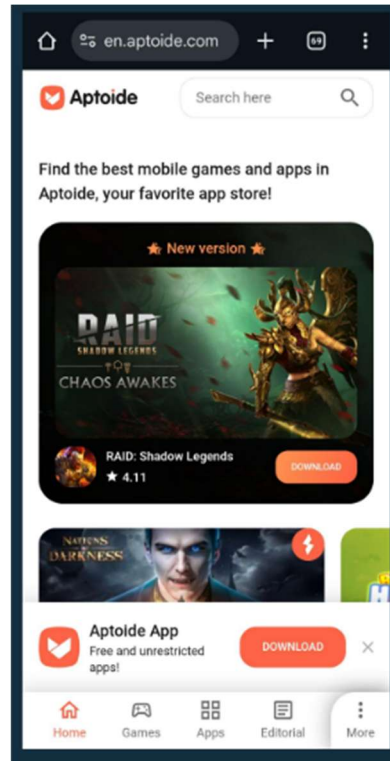 en.aptoide.com
69
Aptoide
Search here
Find the best mobile games and apps in
Aptoide, your favorite app store!
New version
RAID
SHADOW LEGENDS
CHAOS AWAKES
RAID: Shadow Legends
★ 4.11
DOWNLOAD
NATIONS
DARKNESS
Aptoide App
Free and unrestricted
apps!
DOWNLOAD
Home
Games
Apps
Editorial
More